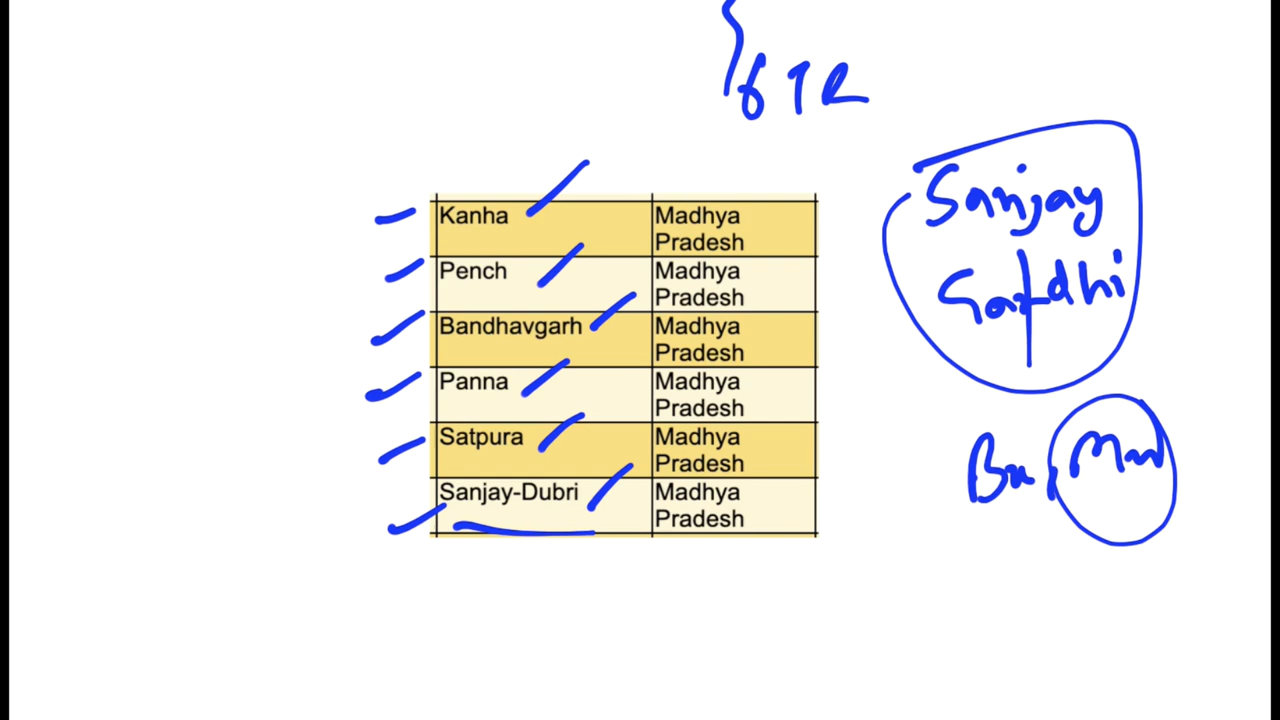 6 TR
Kanha Madhya
Pradesh
Pench Madhya
Pradesh
Bandhavgarh Madhya
Pradesh
Panna Madhya
Pradesh
Satpura Madhya
Pradesh
Sanjay-Dubri Madhya
Pradesh
Sanjay
Gandhi